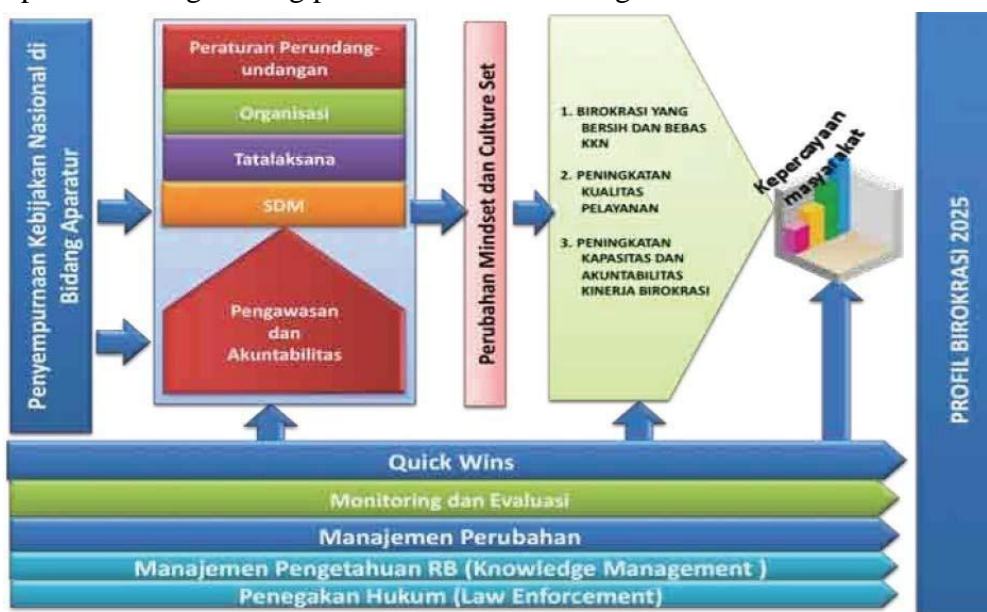 Penyempurnaan Kebijakan Nasional di
Bidang Aparatur
Peraturan Perundang-
undangan
Organisasi
Tatalaksana
SDM
Pengawasan
dan
Akuntabilitas
Perubahan Mindset dan Culture Set
1. BIROKRASI YANG
BERSIH DAN BEBAS
KKN
2. PENINGKATAN
KUALITAS
PELAYANAN
3. PENINGKATAN
KAPASITAS DAN
AKUNTABILITAS
KINERJA BIROKRASI
Kepercayaan
masyarakat
PROFIL BIROKRASI 2025
Quick Wins
Monitoring dan Evaluasi
Manajemen Perubahan
Manajemen Pengetahuan RB (Knowledge Management )
Penegakan Hukum (Law Enforcement)